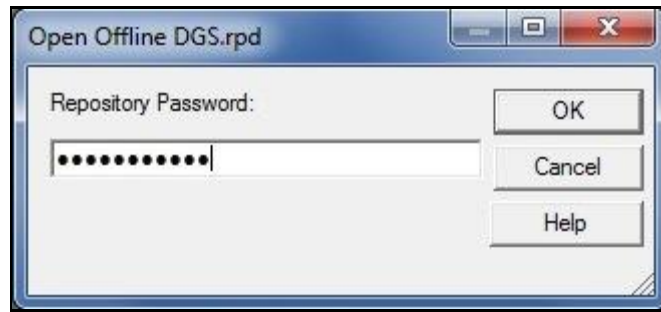 Open Offline DGS.rpd
Repository Password:
OK
●●●●●●●●●●●
Cancel
Help